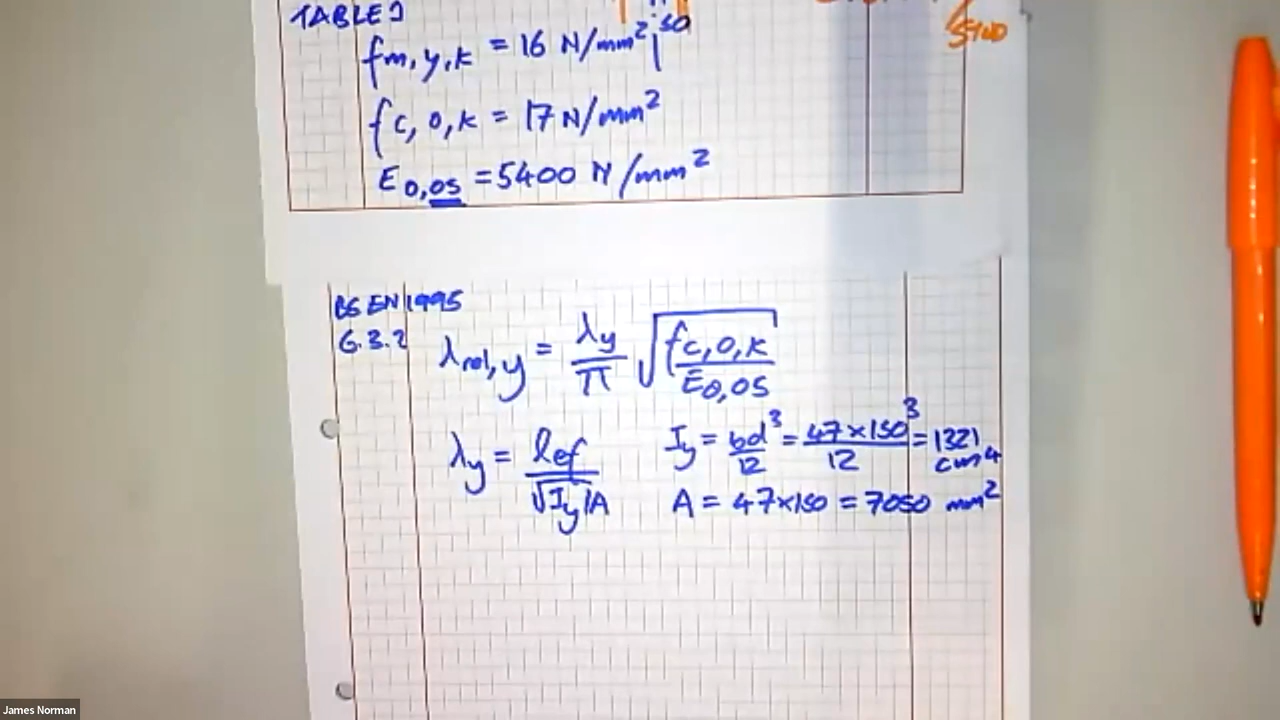 TABLE 1
fm,y,k = 16 N/mm²
fc,0,k = 17 N/mm²
E0,05 = 5400 N/mm²
50
5400
BS EN 1995
6.3.2
λrel,y = λy/π √(fc,0,k/E0,05)
λy = lef/√(Iy/A)
Iy = bd³/12 = 47×150³/12 = 1321 cm⁴
A = 47×150 = 7050 mm²
James Norman